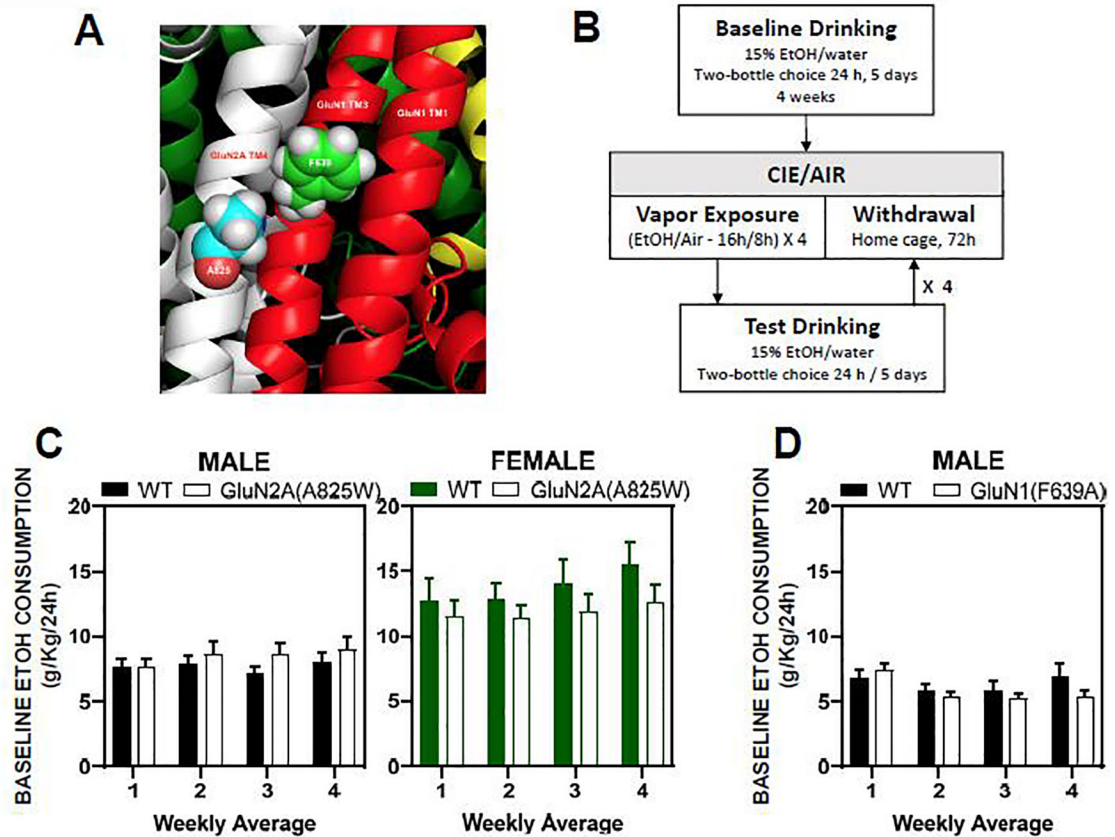 A
GluN1 TM3
GluN1 TM1
GluN2A TM4
F639
A825
B
Baseline Drinking
15% EtOH/water
Two-bottle choice 24 h, 5 days
4 weeks
CIE/AIR
Vapor Exposure
(EtOH/Air - 16h/8h) X 4
Withdrawal
Home cage, 72h
X 4
Test Drinking
15% EtOH/water
Two-bottle choice 24 h / 5 days
C
MALE
WT GluN2A(A825W)
BASELINE ETOH CONSUMPTION
(g/Kg/24h)
20
15
10
5
0
1 2 3 4
Weekly Average
FEMALE
WT GluN2A(A825W)
20
15
10
5
0
1 2 3 4
Weekly Average
D
MALE
WT GluN1(F639A)
BASELINE ETOH CONSUMPTION
(g/Kg/24h)
20
15
10
5
0
1 2 3 4
Weekly Average